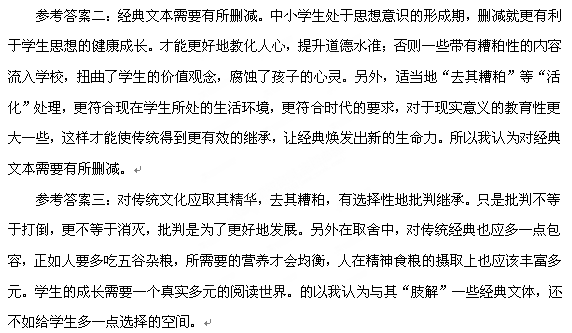 参考答案二：经典文本需要有所删减。中小学生处于思想意识的形成期，删减就更有利
于学生思想的健康成长。才能更好地教化人心，提升道德水准；否则一些带有糟粕性的内容
流入学校，扭曲了学生的价值观念，腐蚀了孩子的心灵。另外，适当地“去其糟粕”等“活
化”处理，更符合现在学生所处的生活环境，更符合时代的要求，对于现实意义的教育性更
大一些，这样才能使传统得到更有效的继承，让经典焕发出新的生命力。所以我认为对经典
文本需要有所删减。
参考答案三：对传统文化应取其精华，去其糟粕，有选择性地批判继承。只是批判不等
于打倒，更不等于消灭，批判是为了更好地发展。另外在取舍中，对传统经典也应多一点包
容，正如人要多吃五谷杂粮，所需要的营养才会均衡，人在精神食粮的摄取上也应该丰富多
元。学生的成长需要一个真实多元的阅读世界。的以我认为与其“肢解”一些经典文体，还
不如给学生多一点选择的空间。